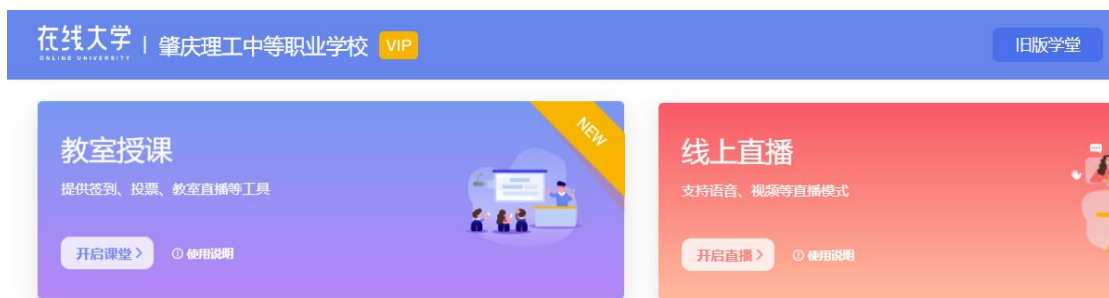 在线大学
ONLINE UNIVERSITY
肇庆理工中等职业学校 VIP
旧版学堂
教室授课
NEW
提供签到、投票、教室直播等工具
开启课堂 >
使用说明
线上直播
支持语音、视频等直播模式
开启直播 >
使用说明